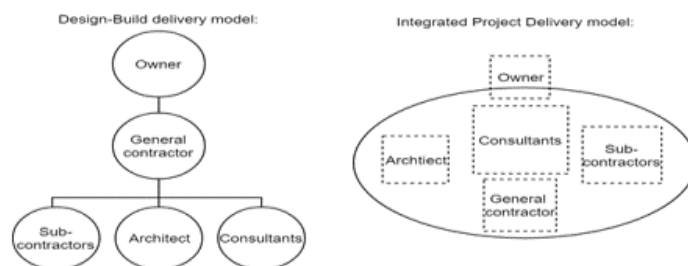 Design-Build delivery model:
Owner
General
contractor
Sub-
contractors
Architect
Consultants
Integrated Project Delivery model:
Owner
Archtiect
Consultants
Sub-
contractors
General
contractor